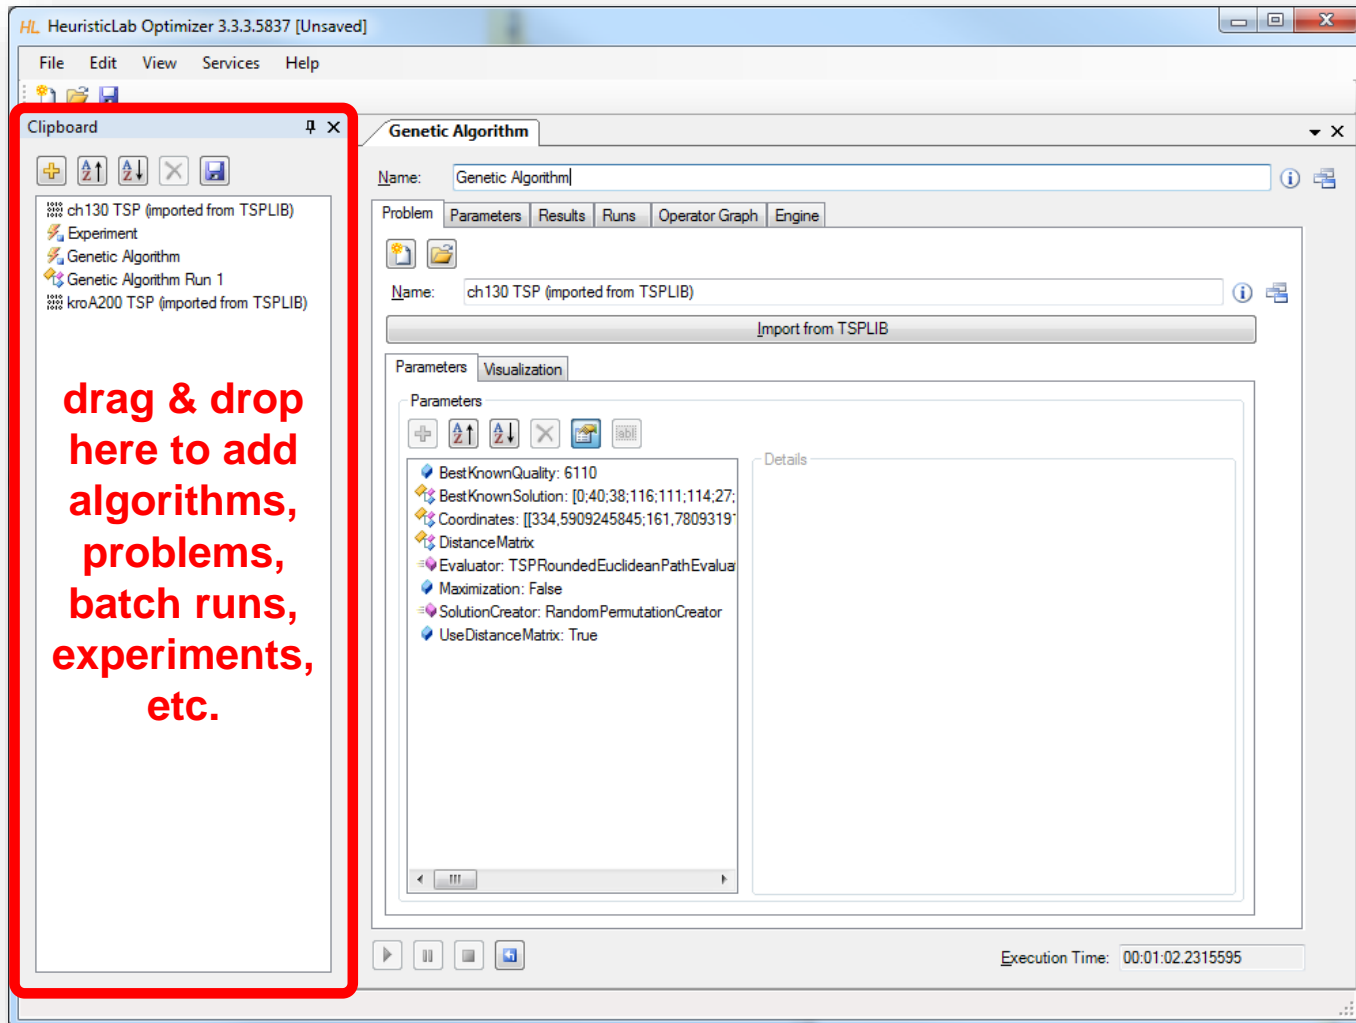 HL HeuristicLab Optimizer 3.3.3.5837 [Unsaved]
File Edit View Services Help
Clipboard
ch130 TSP (imported from TSPLIB)
Experiment
Genetic Algorithm
Genetic Algorithm Run 1
kroA200 TSP (imported from TSPLIB)
drag & drop
here to add
algorithms,
problems,
batch runs,
experiments,
etc.
Genetic Algorithm
Name: Genetic Algorithm
Problem Parameters Results Runs Operator Graph Engine
Name: ch130 TSP (imported from TSPLIB)
Import from TSPLIB
Parameters Visualization
Parameters
Details
BestKnownQuality: 6110
BestKnownSolution: [0;40;38;116;111;114;27;
Coordinates: [[334,5909245845;161,7809319
DistanceMatrix
Evaluator: TSPRoundedEuclideanPathEvalua
Maximization: False
SolutionCreator: RandomPermutationCreator
UseDistanceMatrix: True
Execution Time: 00:01:02.2315595